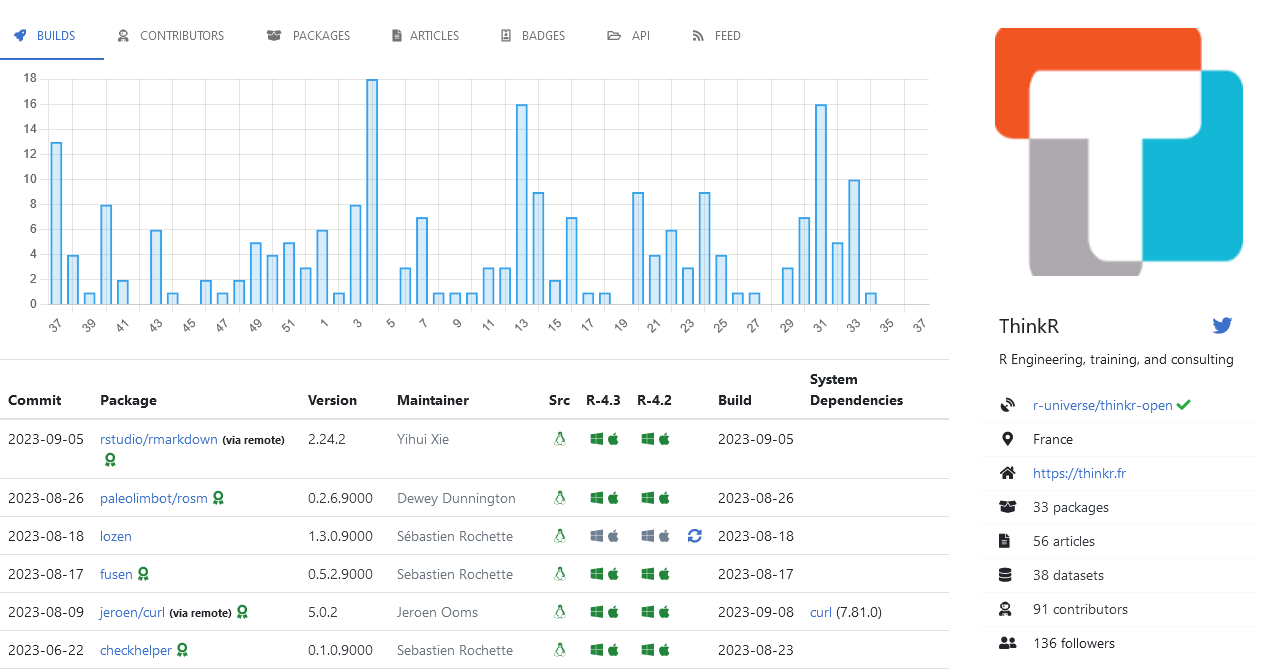 BUILDS CONTRIBUTORS PACKAGES ARTICLES BADGES API FEED
18
16
14
12
10
8
6
4
2
0
37 39 41 43 45 47 49 51 1 3 5 7 9 11 13 15 17 19 21 23 25 27 29 31 33 35 37
Commit Package Version Maintainer Src R-4.3 R-4.2 Build System Dependencies
2023-09-05 rstudio/rmarkdown (via remote) 2.24.2 Yihui Xie 2023-09-05
2023-08-26 paleolimbot/rosm 0.2.6.9000 Dewey Dunnington 2023-08-26
2023-08-18 lozen 1.3.0.9000 Sébastien Rochette 2023-08-18
2023-08-17 fusen 0.5.2.9000 Sebastien Rochette 2023-08-17
2023-08-09 jeroen/curl (via remote) 5.0.2 Jeroen Ooms 2023-09-08 curl (7.81.0)
2023-06-22 checkhelper 0.1.0.9000 Sebastien Rochette 2023-08-23
ThinkR
R Engineering, training, and consulting
r-universe/thinkr-open
France
https://thinkr.fr
33 packages
56 articles
38 datasets
91 contributors
136 followers